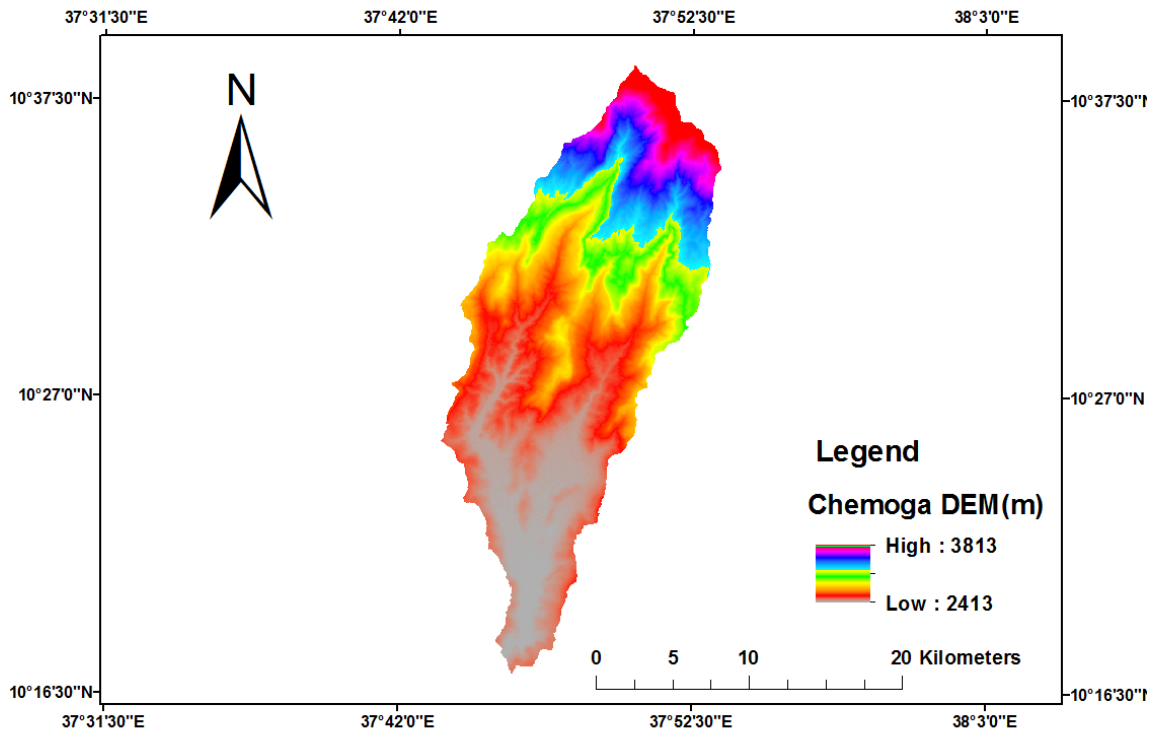 37°31'30"E 37°42'0"E 37°52'30"E 38°3'0"E
N
10°37'30"N 10°37'30"N
10°27'0"N 10°27'0"N
Legend
Chemoga DEM(m)
High : 3813
Low : 2413
0 5 10 20 Kilometers
10°16'30"N 10°16'30"N
37°31'30"E 37°42'0"E 37°52'30"E 38°3'0"E